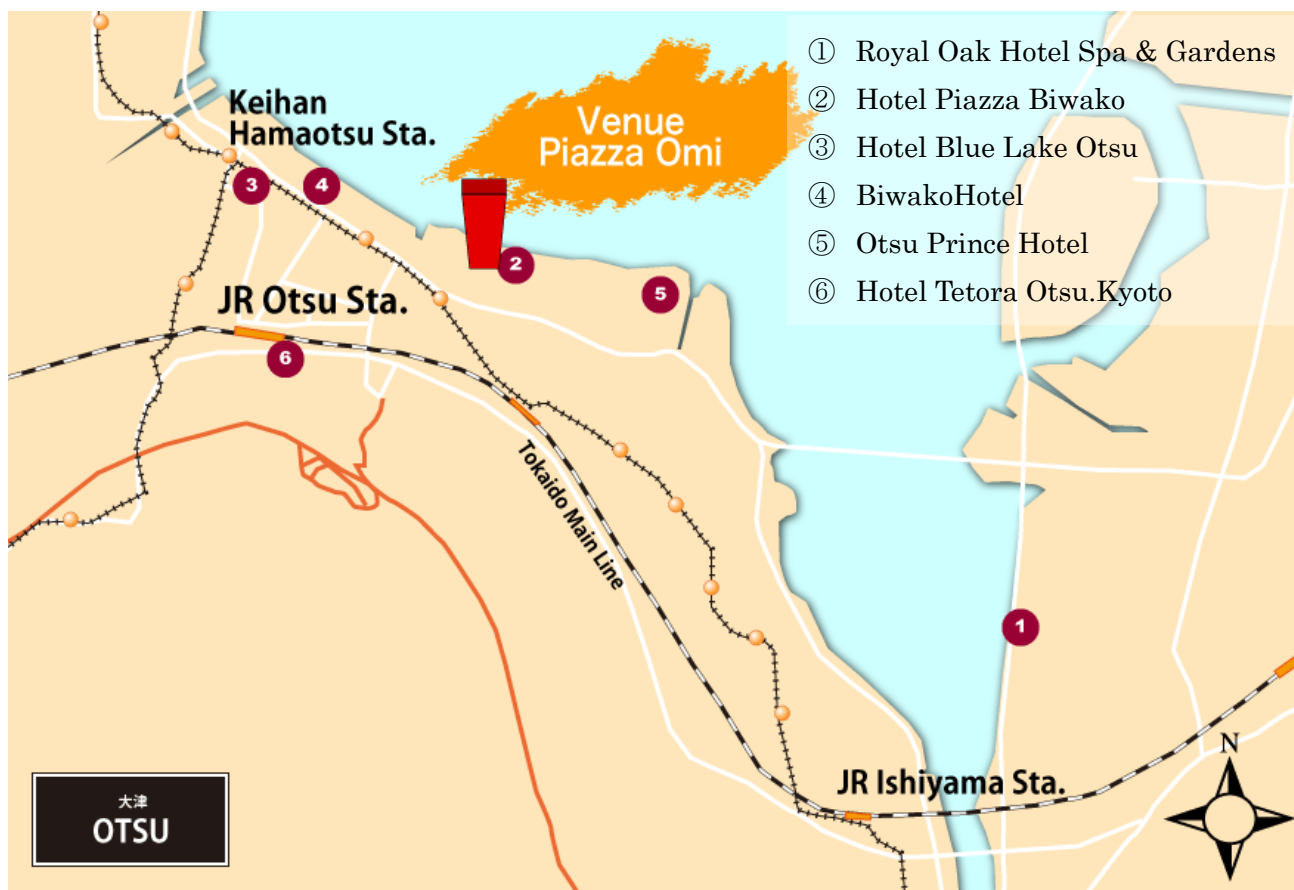 ① Royal Oak Hotel Spa & Gardens
② Hotel Piazza Biwako
③ Hotel Blue Lake Otsu
④ BiwakoHotel
⑤ Otsu Prince Hotel
⑥ Hotel Tetora Otsu.Kyoto
Keihan
Hamaotsu Sta.
Venue
Piazza Omi
3
4
2
5
JR Otsu Sta.
6
Tokaido Main Line
1
JR Ishiyama Sta.
N
大津
OTSU